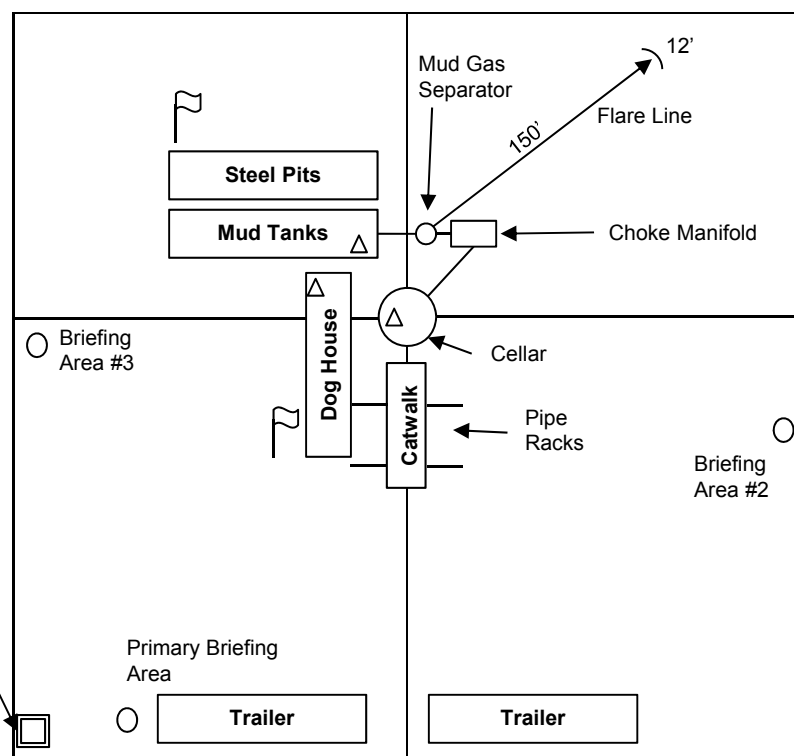 12’
Mud Gas
Separator
Flare Line
150’
Steel Pits
Mud Tanks
Choke Manifold
Briefing
Area #3
Dog House
Cellar
Catwalk
Pipe
Racks
Briefing
Area #2
Primary Briefing
Area
Trailer
Trailer